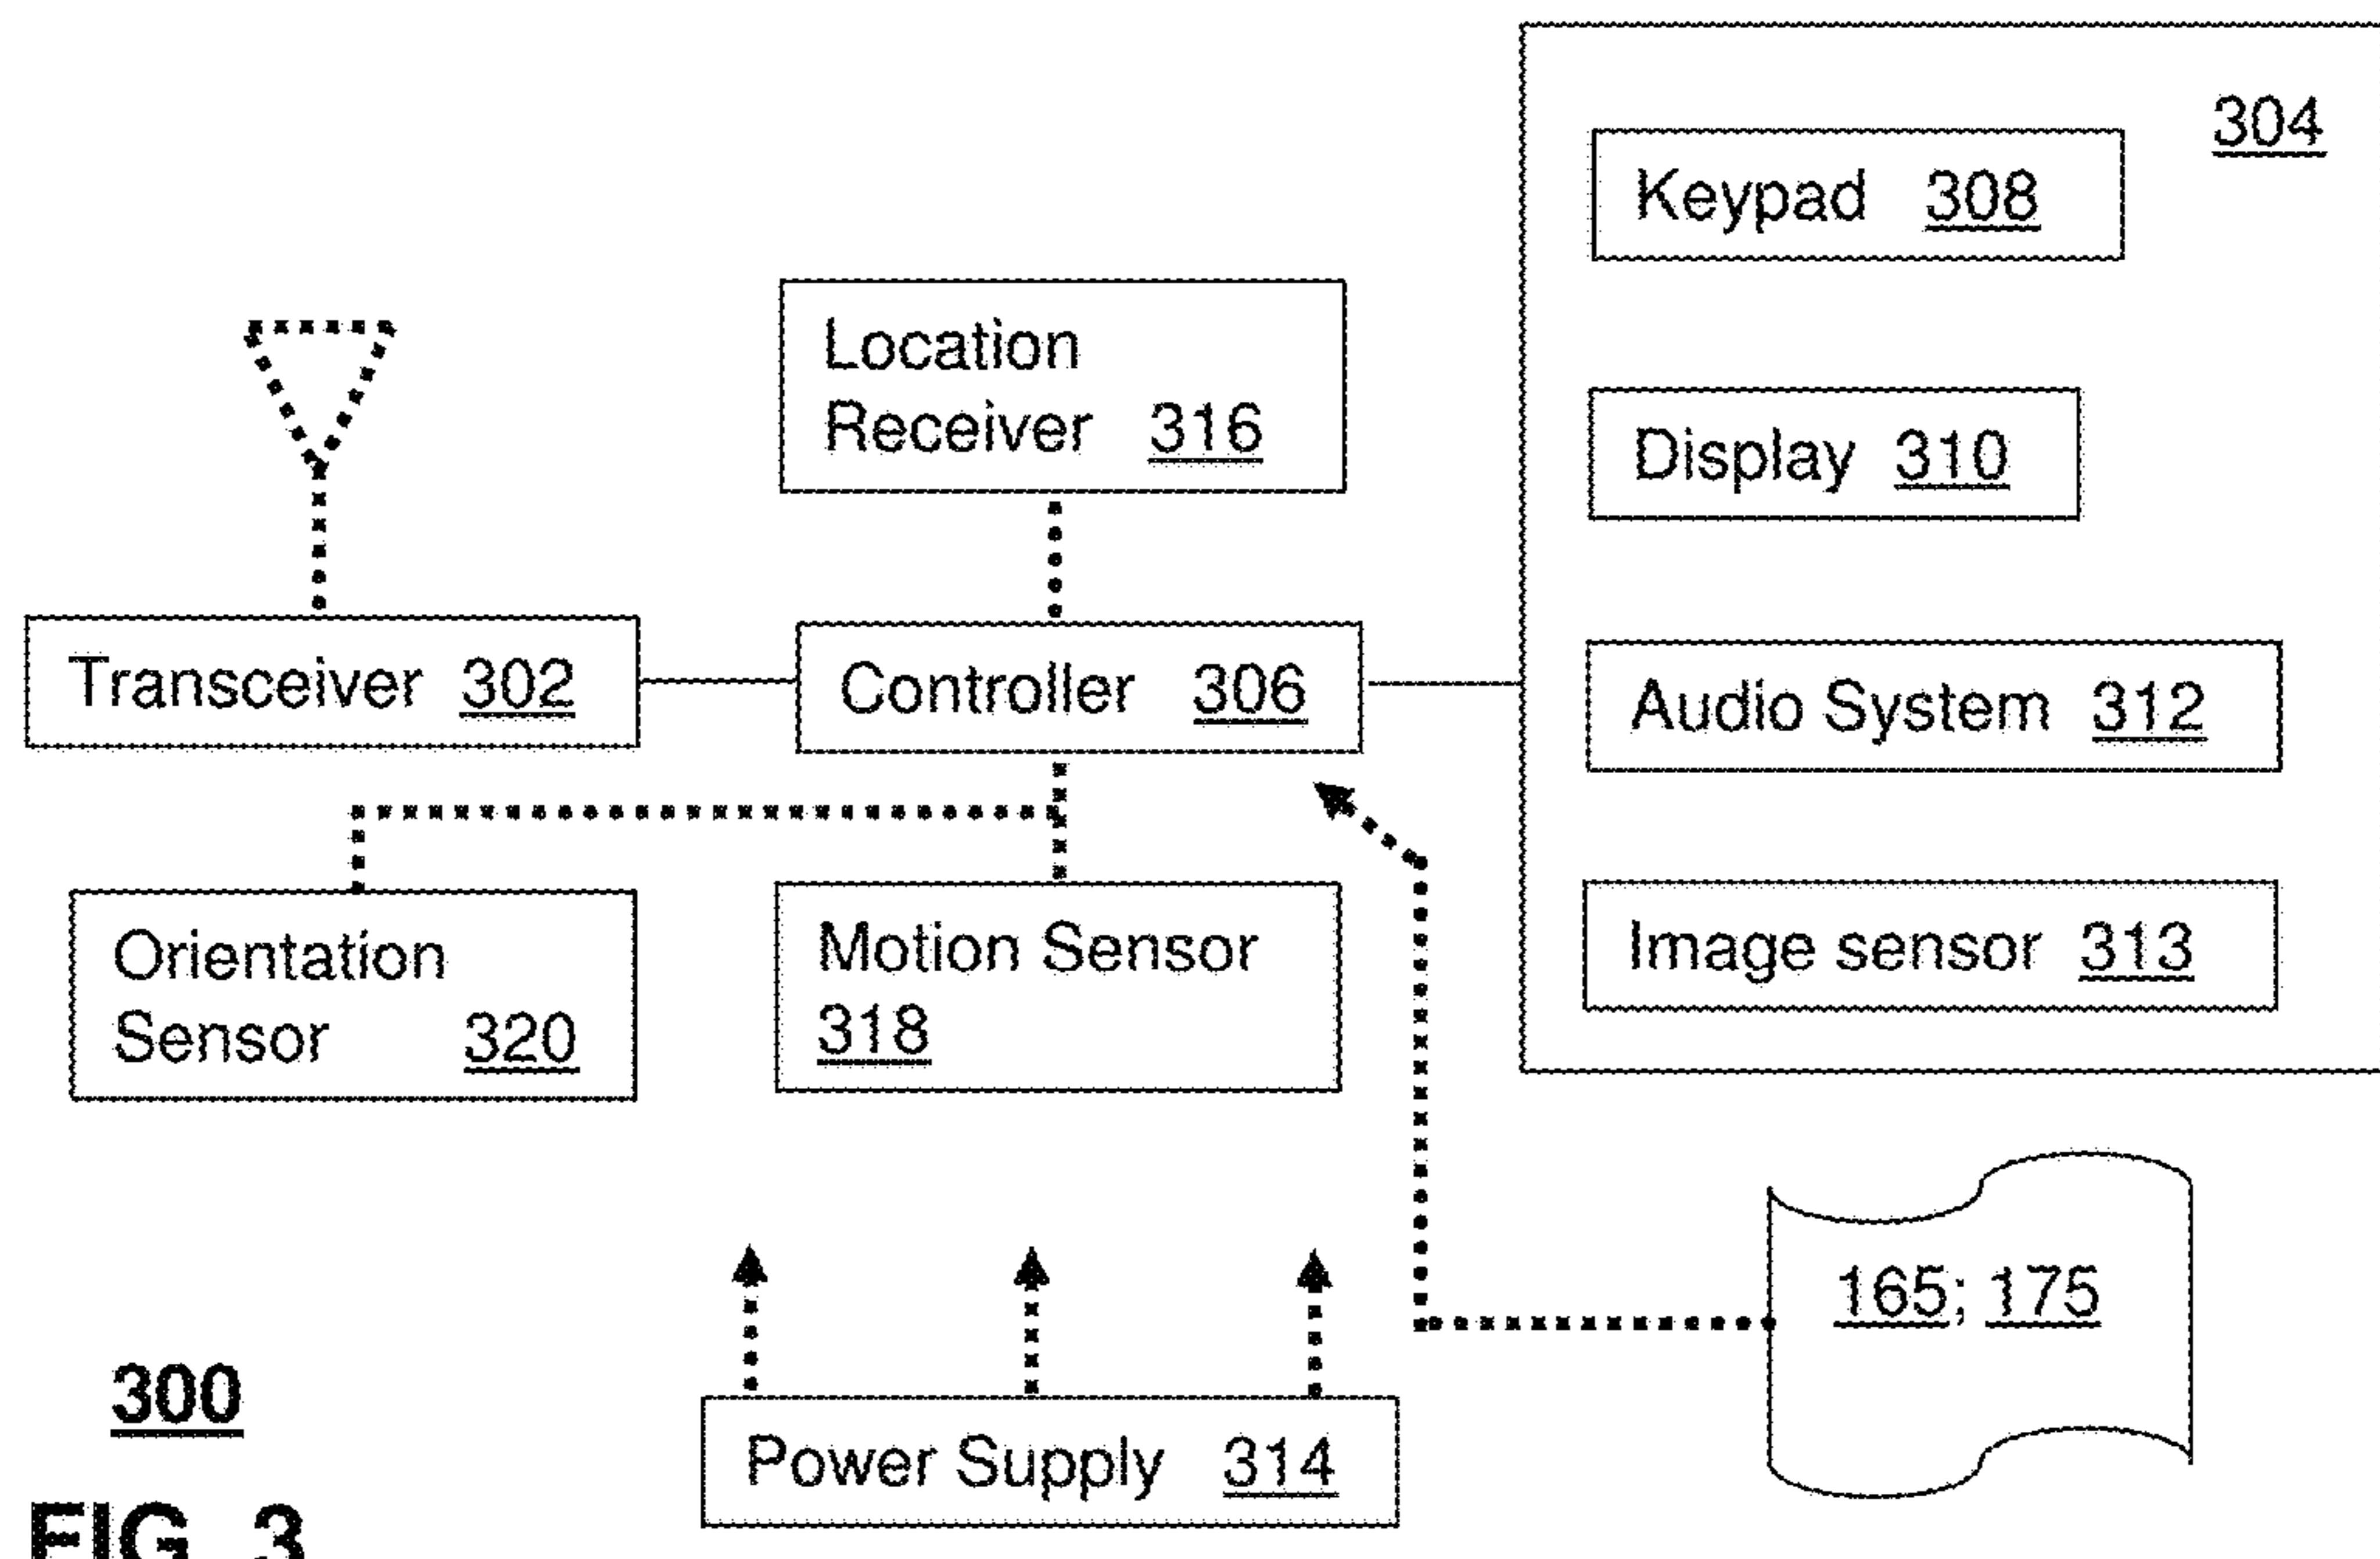 304
Keypad 308
Location
Receiver 316
Display 310
Transceiver 302
Controller 306
Audio System 312
Orientation
Sensor 320
Motion Sensor
318
Image sensor 313
165; 175
300
Power Supply 314
FIG. 3